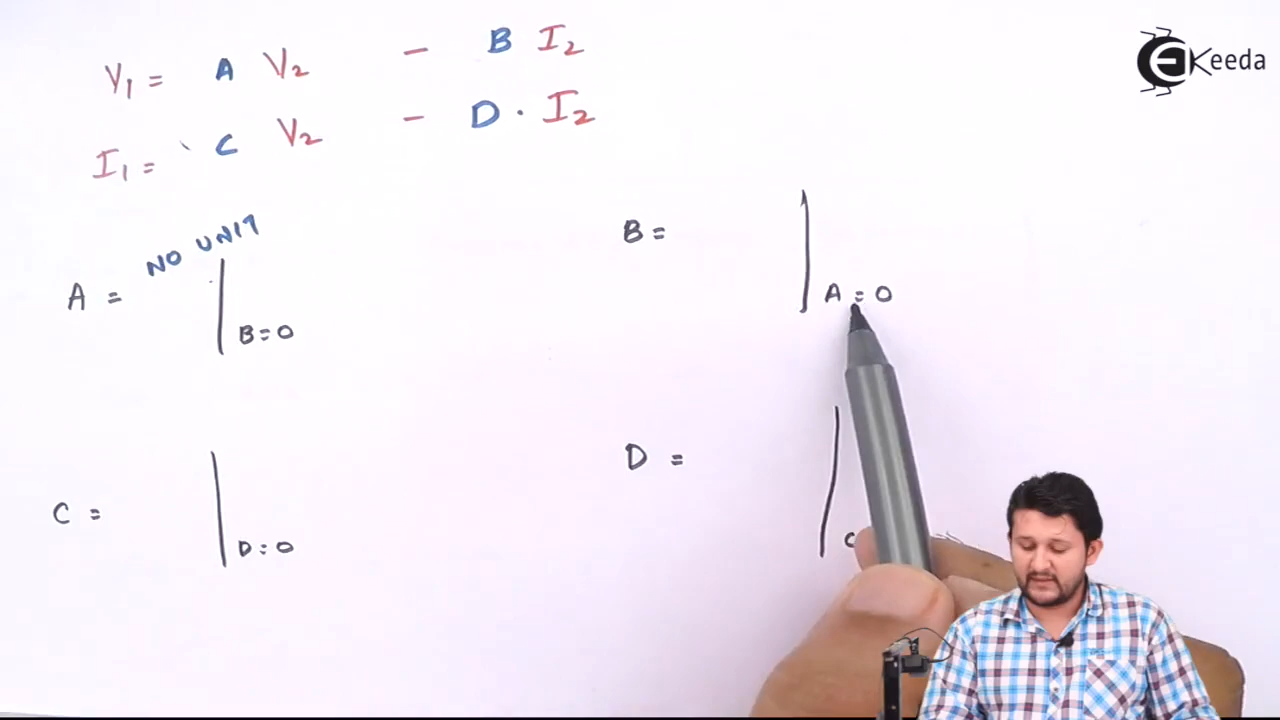 V1 = A V2 - B I2
I1 = C V2 - D · I2
EKeeda
NO UNIT
A =
B=0
B=
A = 0
C =
D=0
D =
C